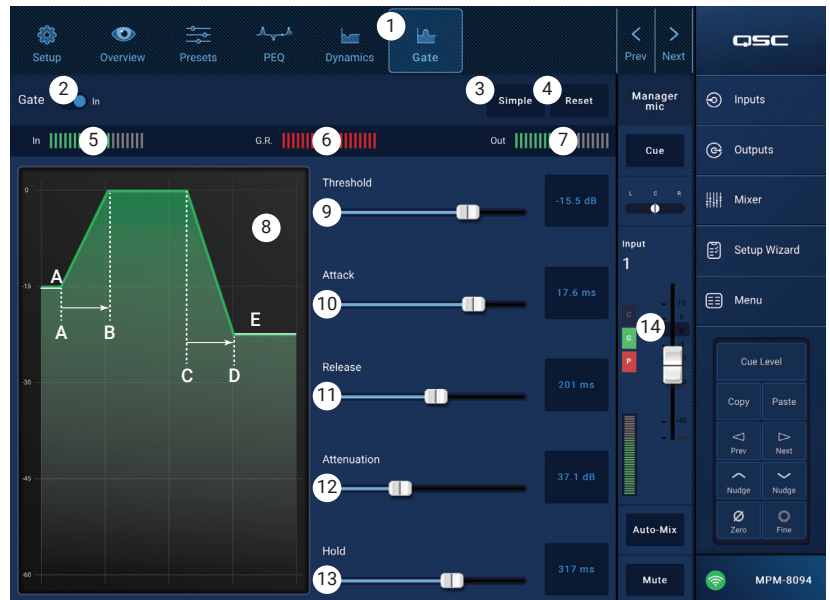 1
Setup
Overview
Presets
PEQ
Dynamics
Gate
Prev
Next
QSC
Gate
2
In
3
Simple
4
Reset
Manager mic
Inputs
In
5
G.R.
6
Out
7
Cue
Outputs
0
-15
-30
-45
-60
8
A
A
B
C
D
E
Threshold
9
-15.5 dB
Attack
10
17.6 ms
Release
11
201 ms
Attenuation
12
37.1 dB
Hold
13
317 ms
L C R
Input
1
14
10
5
U
C
G
P
-40
Auto-Mix
Mute
Mixer
Setup Wizard
Menu
Cue Level
Copy
Paste
Prev
Next
Nudge
Nudge
Zero
Fine
MPM-8094